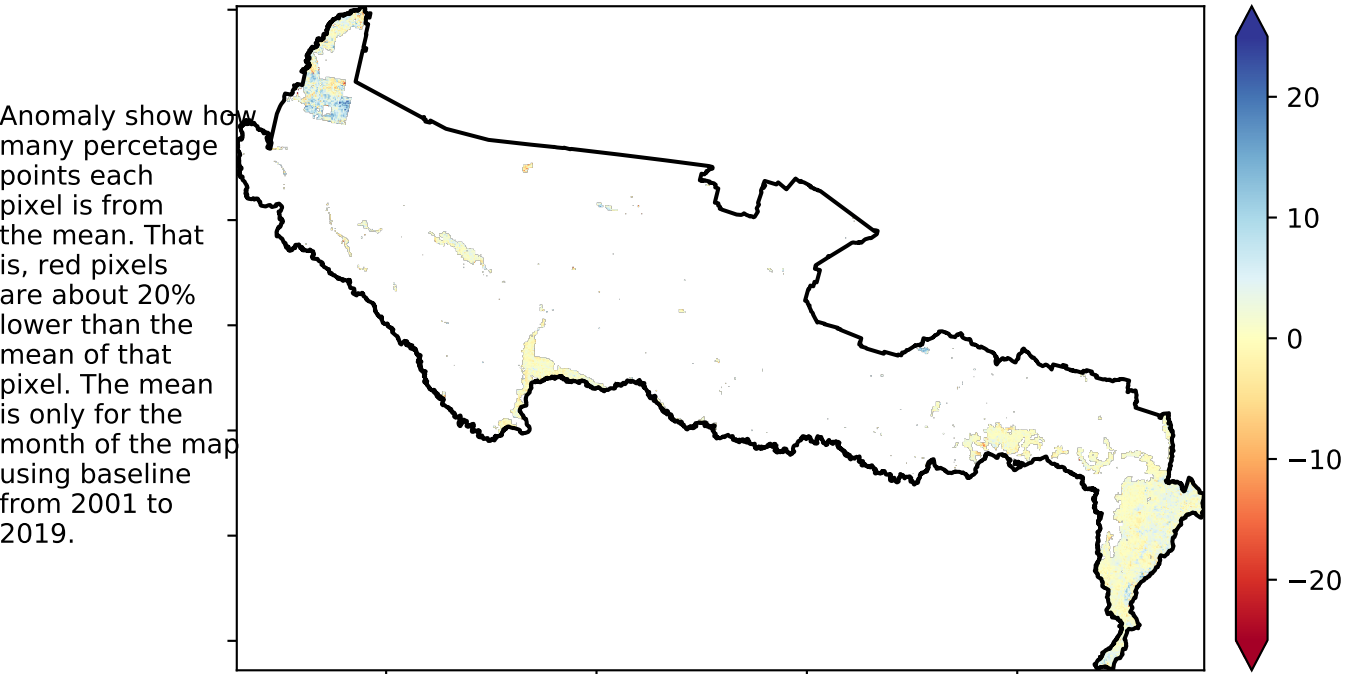 Anomaly show how
many percetage
points each
pixel is from
the mean. That
is, red pixels
are about 20%
lower than the
mean of that
pixel. The mean
is only for the
month of the map
using baseline
from 2001 to
2019.
20
10
0
−10
−20